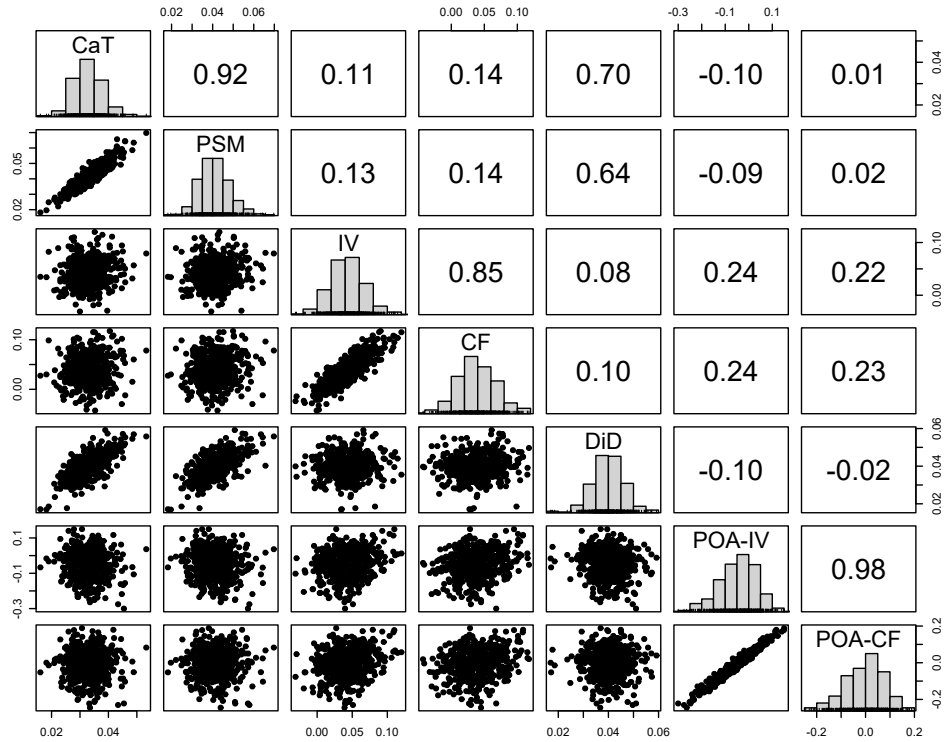 0.02 0.04 0.06 0.00 0.05 0.10 -0.3 -0.1 0.1
CaT 0.92 0.11 0.14 0.70 -0.10 0.01 0.02 0.04
PSM 0.13 0.14 0.64 -0.09 0.02 0.02 0.05
IV 0.85 0.08 0.24 0.22 0.00 0.10
CF 0.10 0.24 0.23 0.00 0.10
DiD -0.10 -0.02 0.02 0.04 0.06
POA-IV 0.98 -0.3 -0.1 0.1
POA-CF -0.2 0.0 0.2
0.02 0.04 0.00 0.05 0.10 0.02 0.04 0.06 -0.2 0.0 0.1 0.2